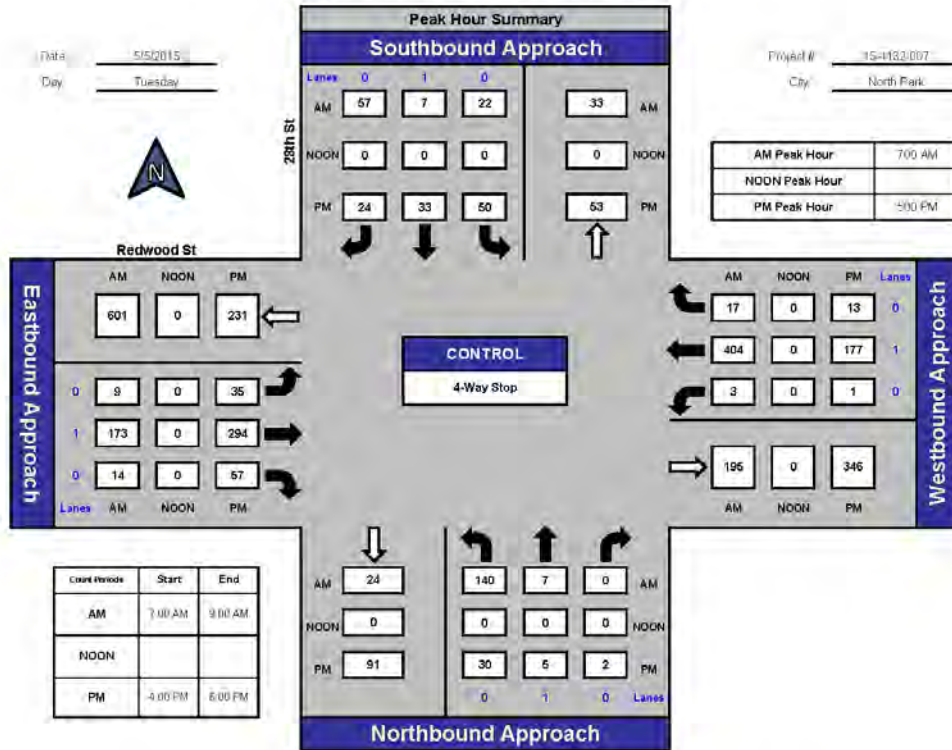 Peak Hour Summary
Southbound Approach
Date 5/5/2015
Day Tuesday
Project # 15-4132-007
City North Park
N
28th St
Lanes 0 1 0
AM 57 7 22 33 AM
NOON 0 0 0 0 NOON
PM 24 33 50 53 PM
AM Peak Hour 700 AM
NOON Peak Hour
PM Peak Hour 500 PM
Redwood St
Eastbound Approach
AM NOON PM
601 0 231
0 9 0 35
1 173 0 294
0 14 0 57
Lanes AM NOON PM
CONTROL
4-Way Stop
Westbound Approach
AM NOON PM Lanes
17 0 13 0
404 0 177 1
3 0 1 0
195 0 346
AM NOON PM
AM 24 140 7 0 AM
NOON 0 0 0 0 NOON
PM 91 30 5 2 PM
0 1 0 Lanes
Northbound Approach
Count Periods Start End
AM 7:00 AM 9:00 AM
NOON
PM 4:00 PM 6:00 PM